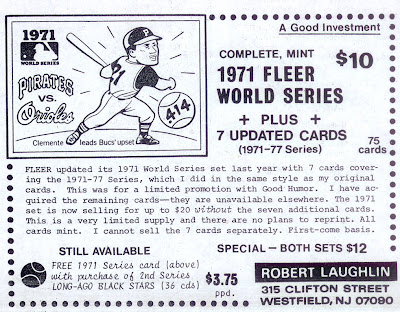 1971
WORLD SERIES
PIRATES
VS.
Orioles
21
P
.414
Clemente leads Bucs' upset
A Good Investment
COMPLETE, MINT $10
1971 FLEER
WORLD SERIES
+ PLUS +
7 UPDATED CARDS
(1971-77 Series)
75
cards
FLEER updated its 1971 World Series set last year with 7 cards cover-
ing the 1971-77 Series, which I did in the same style as my original
cards. This was for a limited promotion with Good Humor. I have ac-
quired the remaining cards—they are unavailable elsewhere. The 1971
set is now selling for up to $20 without the seven additional cards.
This is a very limited supply and there are no plans to reprint. All
cards mint. I cannot sell the 7 cards separately. First-come basis.
STILL AVAILABLE
SPECIAL — BOTH SETS $12
FREE 1971 Series card (above)
with purchase of 2nd Series
LONG-AGO BLACK STARS (36 cds)
$3.75
ppd.
ROBERT LAUGHLIN
315 CLIFTON STREET
WESTFIELD, NJ 07090